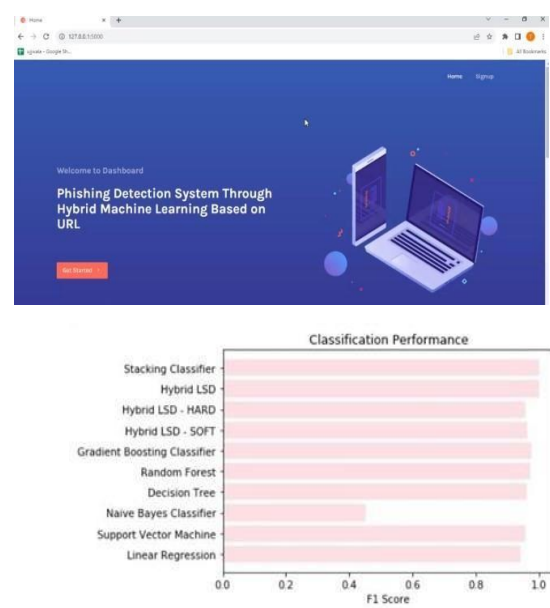 Home
127.0.0.1:5000
All Bookmarks
Home Signup
Welcome to Dashboard
Phishing Detection System Through
Hybrid Machine Learning Based on
URL
Get Started
Classification Performance
Stacking Classifier
Hybrid LSD
Hybrid LSD - HARD
Hybrid LSD - SOFT
Gradient Boosting Classifier
Random Forest
Decision Tree
Naive Bayes Classifier
Support Vector Machine
Linear Regression
0.0 0.2 0.4 0.6 0.8 1.0
F1 Score